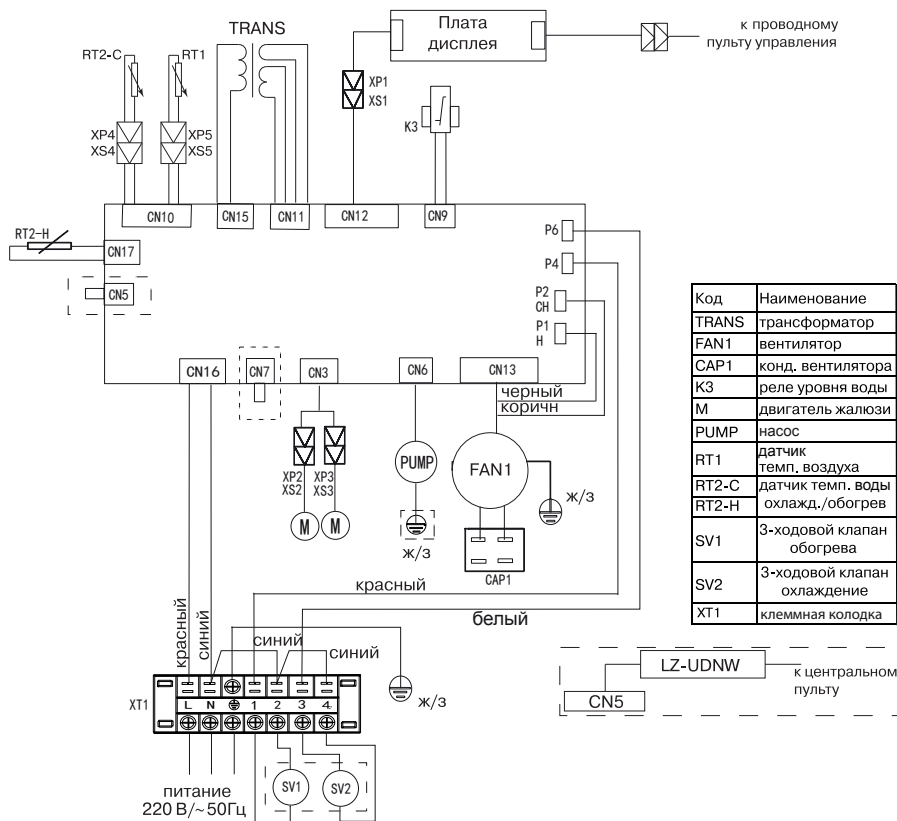 TRANS
Плата
дисплея
к проводному
пульту управления
RT2-C
RT1
XP1
XS1
K3
XP4
XS4
XP5
XS5
CN10
CN15
CN11
CN12
CN9
RT2-H
CN17
CN5
P6
P4
P2
CH
P1
H
CN16
CN7
CN3
CN6
CN13
черный
коричн
XP2
XS2
XP3
XS3
PUMP
FAN1
M
M
ж/з
ж/з
CAP1
красный
белый
красный
синий
синий
синий
ж/з
XT1
L N 1 2 3 4
SV1
SV2
питание
220 В/~50Гц
Код Наименование
TRANS трансформатор
FAN1 вентилятор
CAP1 конд. вентилятора
K3 реле уровня воды
M двигатель жалюзи
PUMP насос
RT1 датчик
темп. воздуха
RT2-C датчик темп. воды
RT2-H охлажд./обогрев
SV1 3-ходовой клапан
обогрева
SV2 3-ходовой клапан
охлаждение
XT1 клеммная колодка
LZ-UDNW
CN5
к центральному
пульту